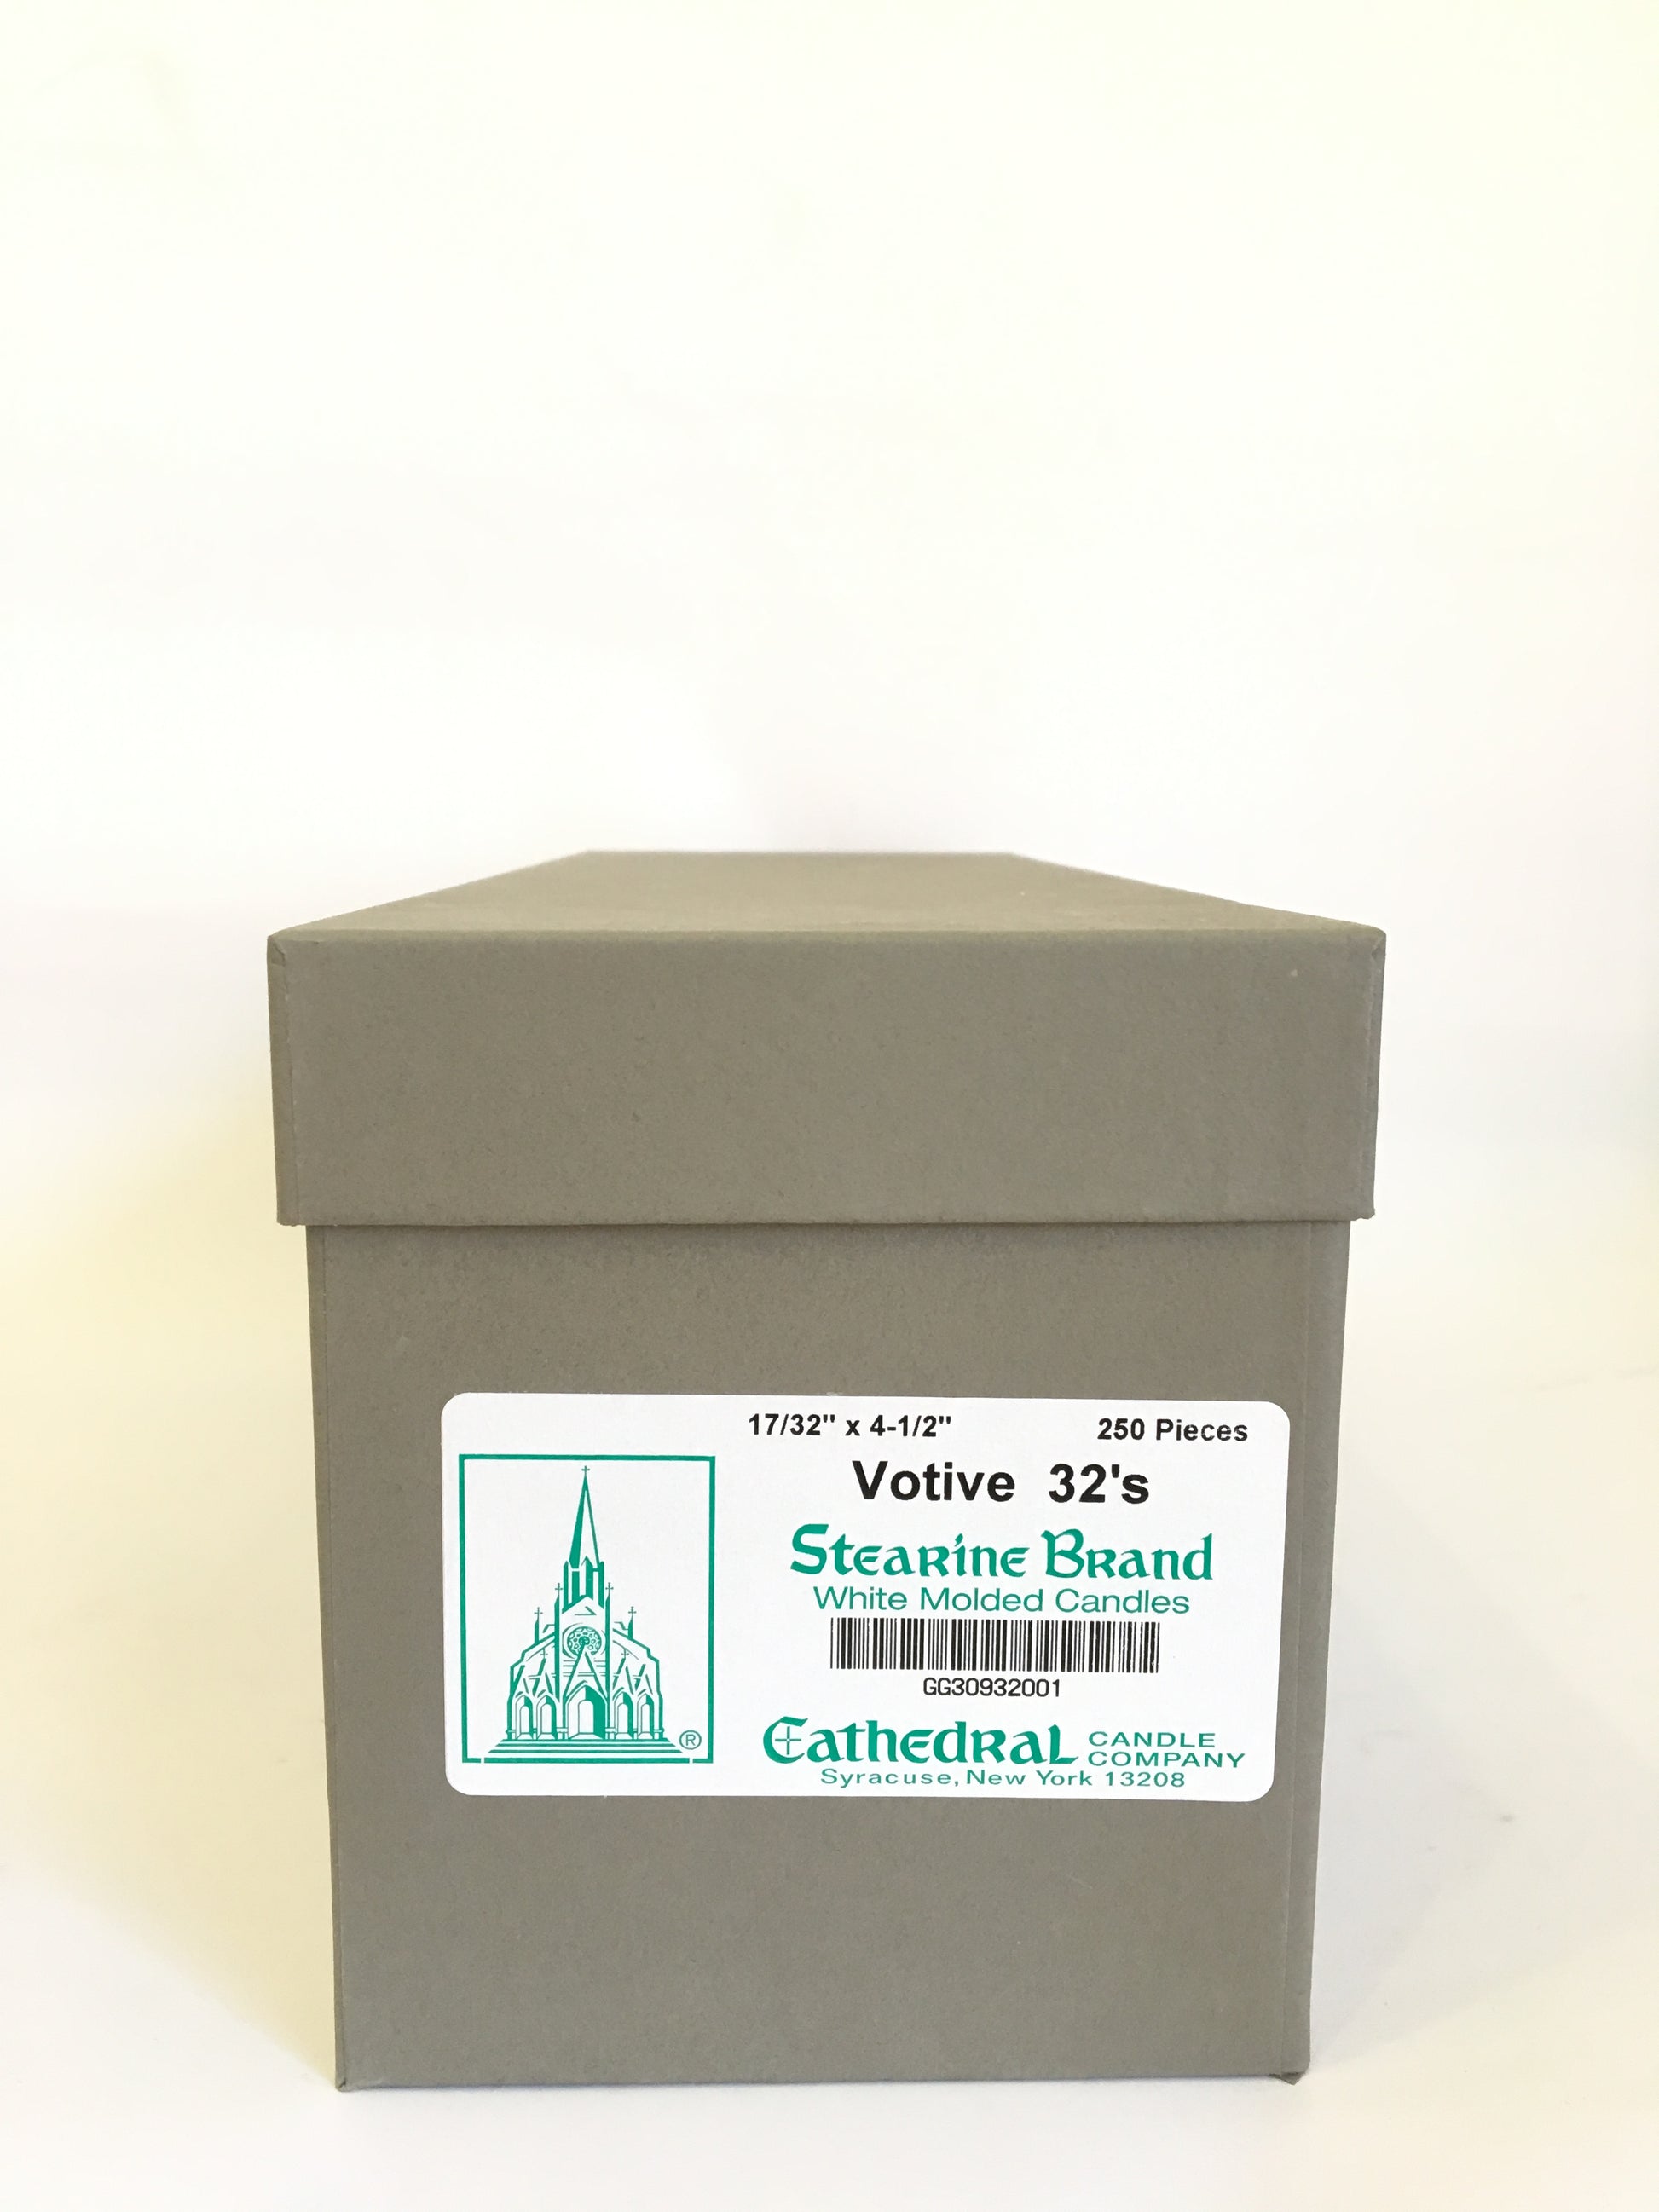 17/32" x 4-1/2" 250 Pieces
Votive 32's
Stearine Brand
White Molded Candles
GG30932001
®
Cathedral CANDLE COMPANY
Syracuse, New York 13208